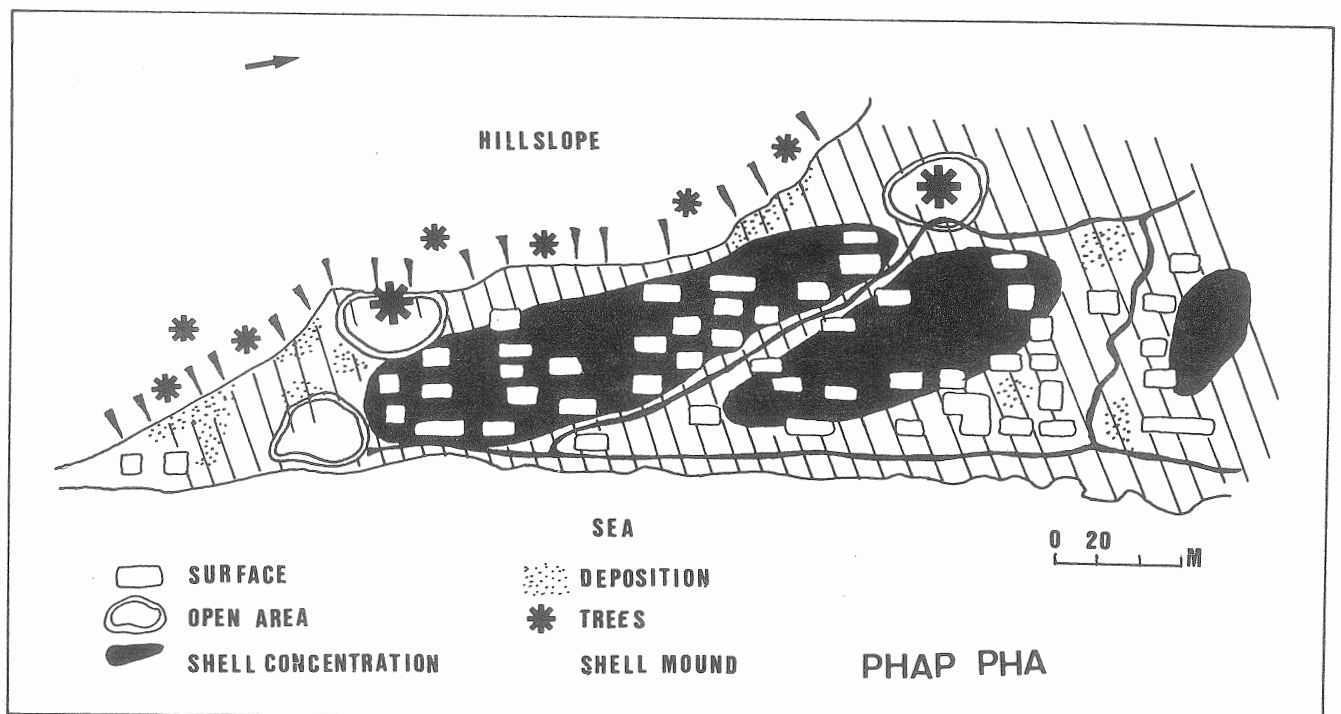 HILLSLOPE
SEA
0 20 M
SURFACE
OPEN AREA
SHELL CONCENTRATION
DEPOSITION
TREES
SHELL MOUND
PHAP PHA